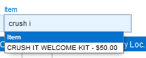 Item
crush i
Item
CRUSH IT WELCOME KIT - $50.00
y Loc.